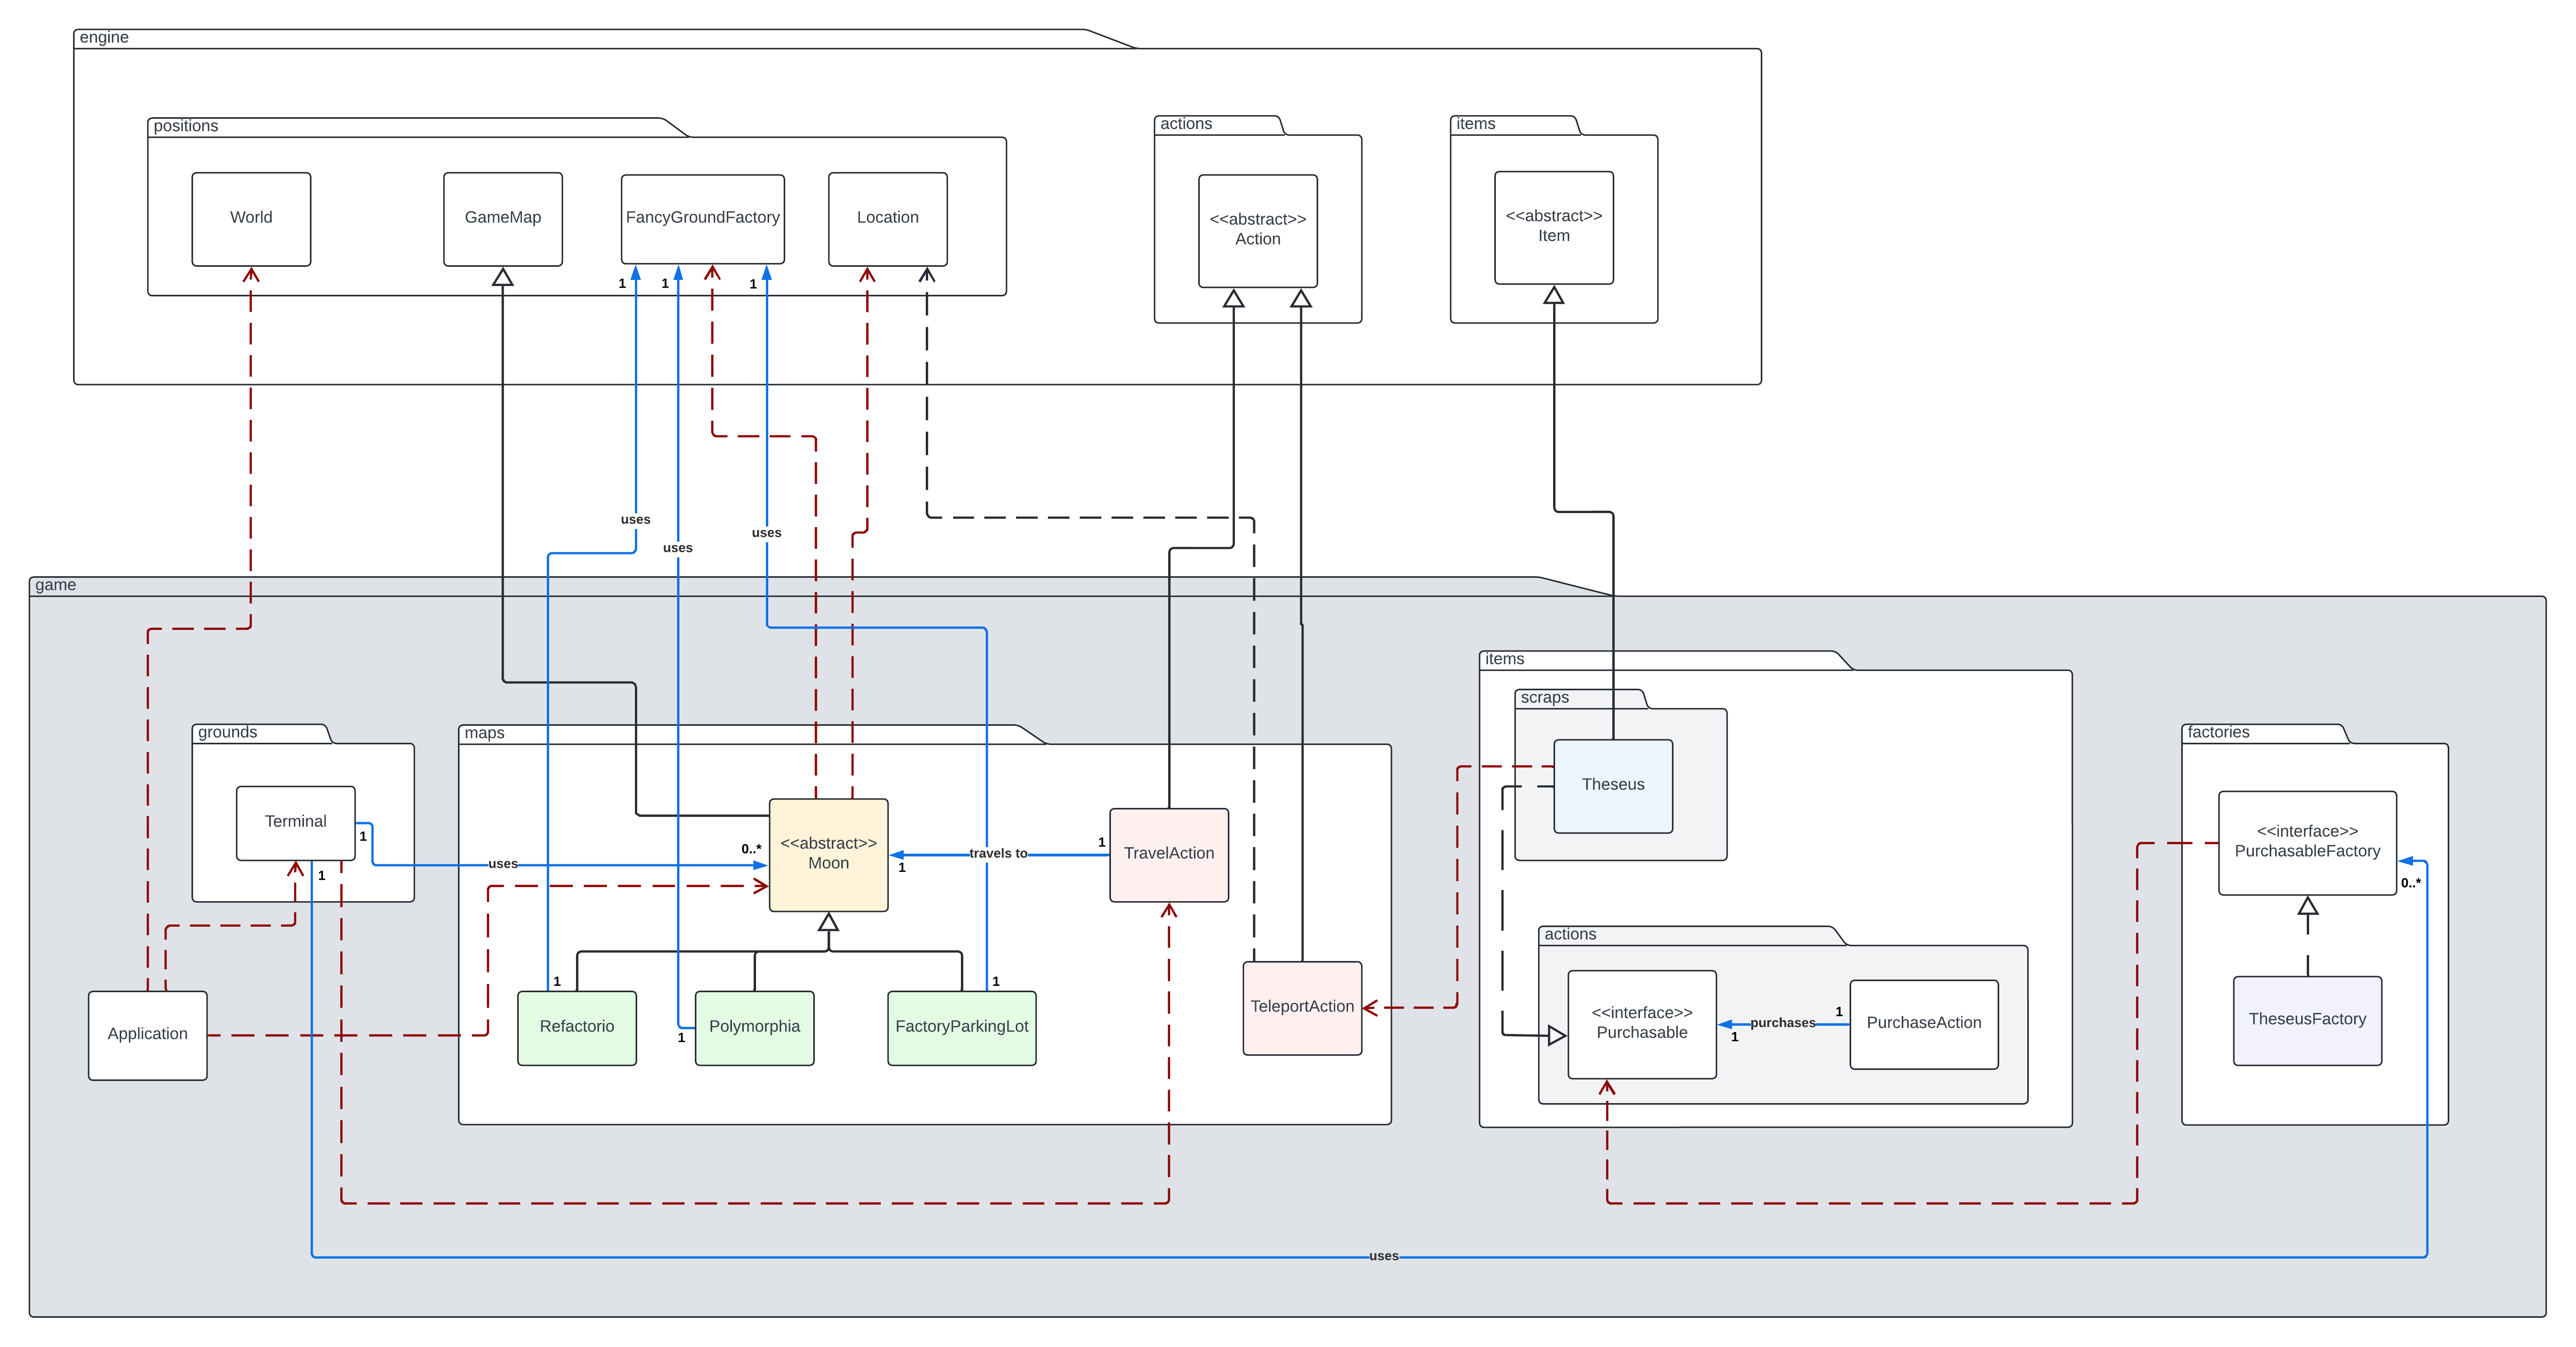 engine
positions
actions
items
World
GameMap
FancyGroundFactory
Location
<<abstract>>
Action
<<abstract>>
Item
1
1
1
uses
uses
uses
game
items
scraps
grounds
maps
factories
Theseus
Terminal
1
1
uses
0..*
<<abstract>>
Moon
1
travels to
1
TravelAction
<<interface>>
PurchasableFactory
0..*
actions
1
1
1
Application
Refactorio
Polymorphia
FactoryParkingLot
TeleportAction
<<interface>>
Purchasable
1
purchases
1
PurchaseAction
TheseusFactory
uses